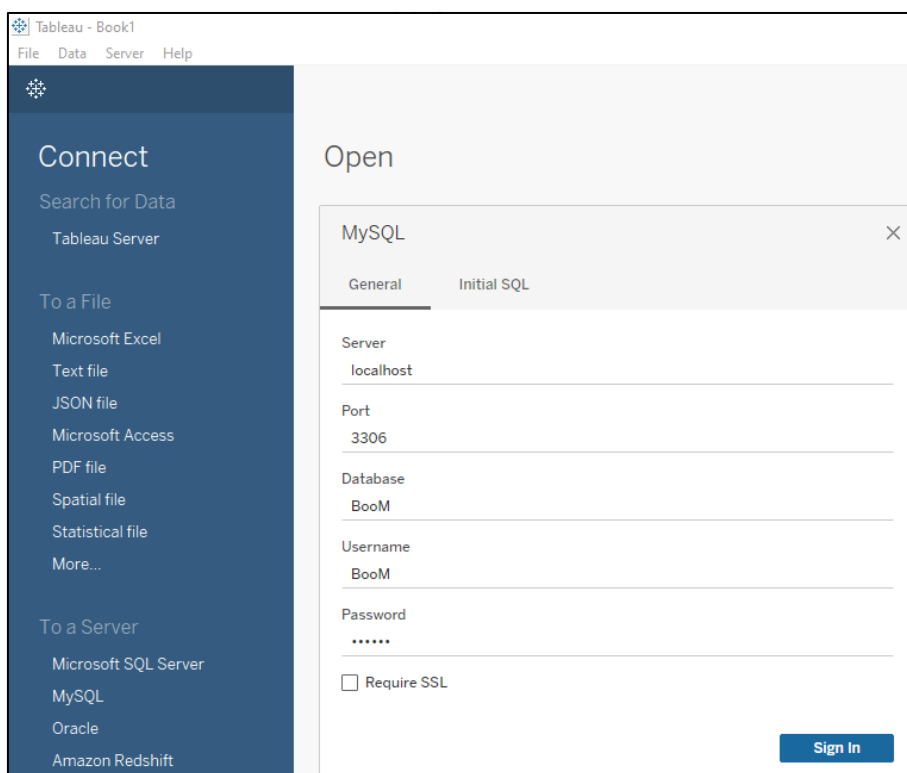 Tableau - Book1
File Data Server Help
Connect
Search for Data
Tableau Server
To a File
Microsoft Excel
Text file
JSON file
Microsoft Access
PDF file
Spatial file
Statistical file
More...
To a Server
Microsoft SQL Server
MySQL
Oracle
Amazon Redshift
Open
MySQL
General Initial SQL
Server
localhost
Port
3306
Database
BooM
Username
BooM
Password
••••••
Require SSL
Sign In